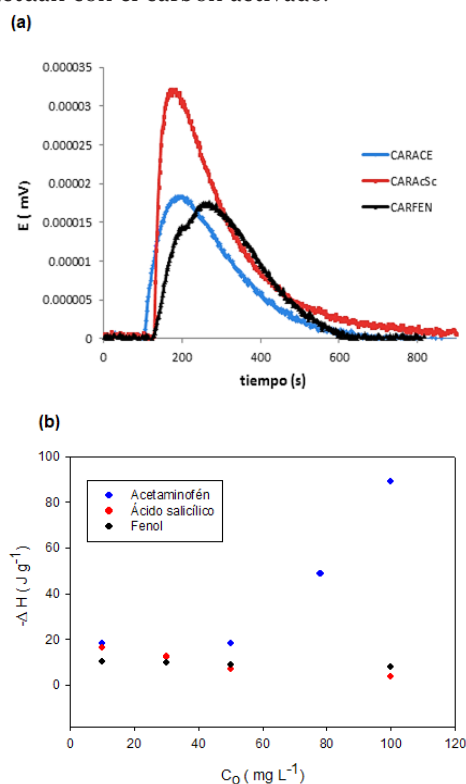 (a)
0.000035
0.00003
0.000025
0.00002
0.000015
0.00001
0.000005
0
E ( mV)
CARACE
CARAcSc
CARFEN
0 200 400 600 800
tiempo (s)
(b)
100
80
60
40
20
0
-Δ H ( J g⁻¹)
Acetaminofén
Ácido salicílico
Fenol
0 20 40 60 80 100 120
C₀ ( mg L⁻¹)